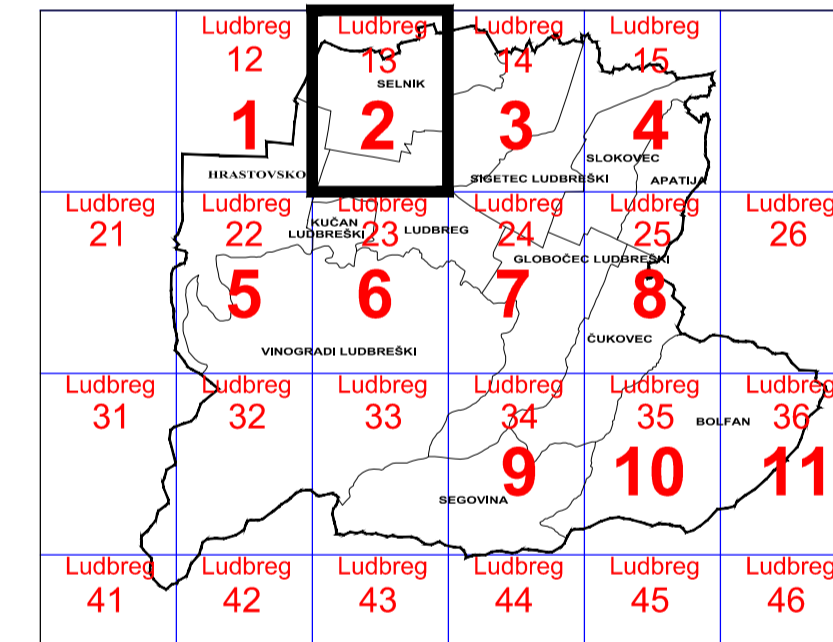 Ludbreg
12
Ludbreg
13
Ludbreg
14
Ludbreg
15
SELNIK
1
2
3
4
SLOKOVEC
HRASTOVSKO
SIGETEC LUDBREŠKI
APATIJA
Ludbreg
21
Ludbreg
22
Ludbreg
23
Ludbreg
24
Ludbreg
25
Ludbreg
26
KUČAN
LUDBREŠKI
LUDBREG
GLOBOČEC LUDBREŠKI
5
6
7
8
ČUKOVEC
VINOGRADI LUDBREŠKI
Ludbreg
31
Ludbreg
32
Ludbreg
33
Ludbreg
34
Ludbreg
35
Ludbreg
36
BOLFAN
9
10
11
SEGOVINA
Ludbreg
41
Ludbreg
42
Ludbreg
43
Ludbreg
44
Ludbreg
45
Ludbreg
46